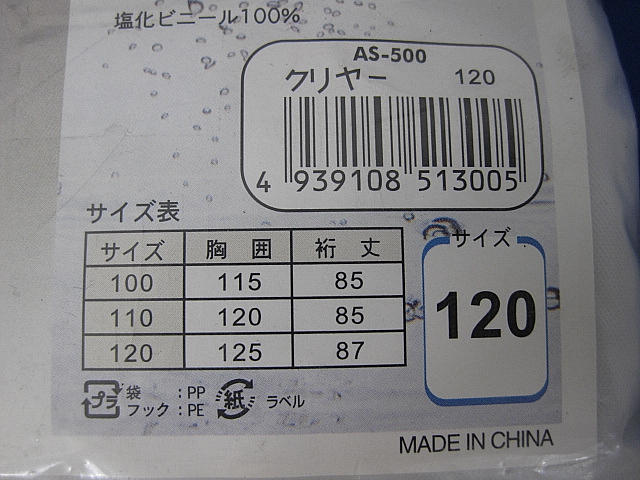 塩化ビニール100%
AS-500
クリヤー 120
4 939108 513005
サイズ表
サイズ 胸囲 裄丈
100 115 85
110 120 85
120 125 87
サイズ
120
プラ 袋 :PP
フック :PE
紙 ラベル
MADE IN CHINA